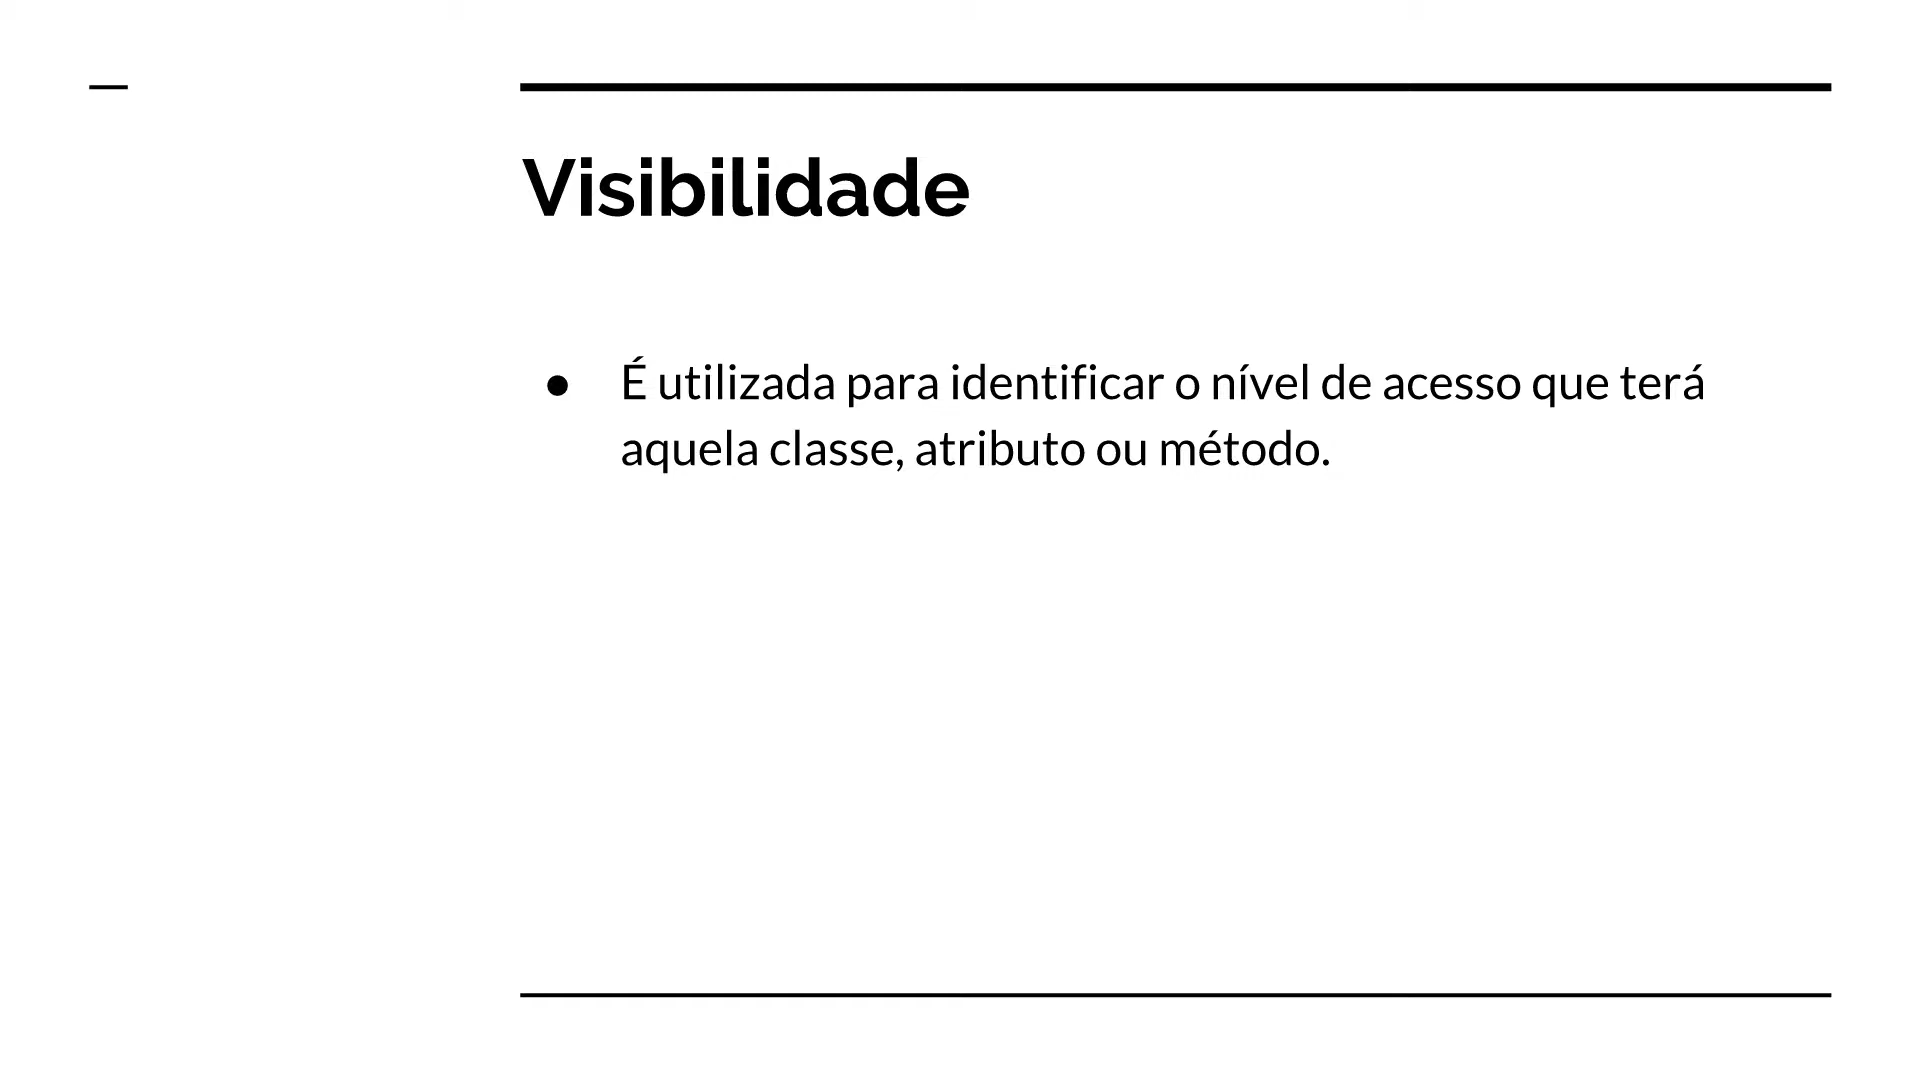 Visibilidade
● É utilizada para identificar o nível de acesso que terá
aquela classe, atributo ou método.